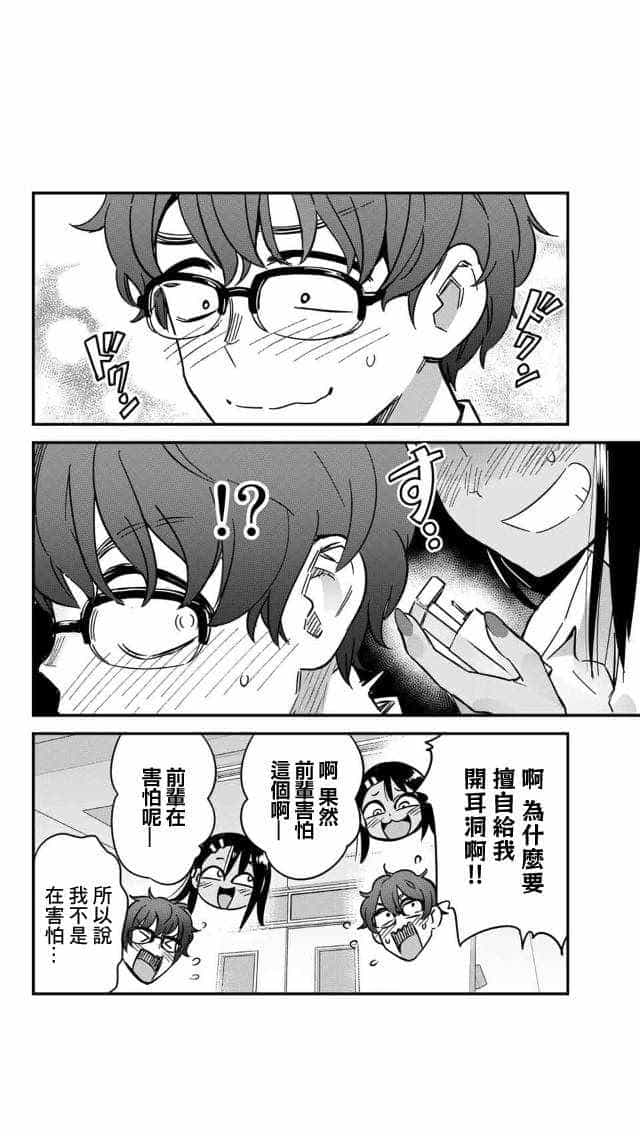 ドクン
ドクン
す。
!?
啊 為什麼要
擅自給我
開耳洞啊!!
啊 果然
前輩害怕
這個啊—
前輩在
害怕呢—
所以說
我不是
在害怕…